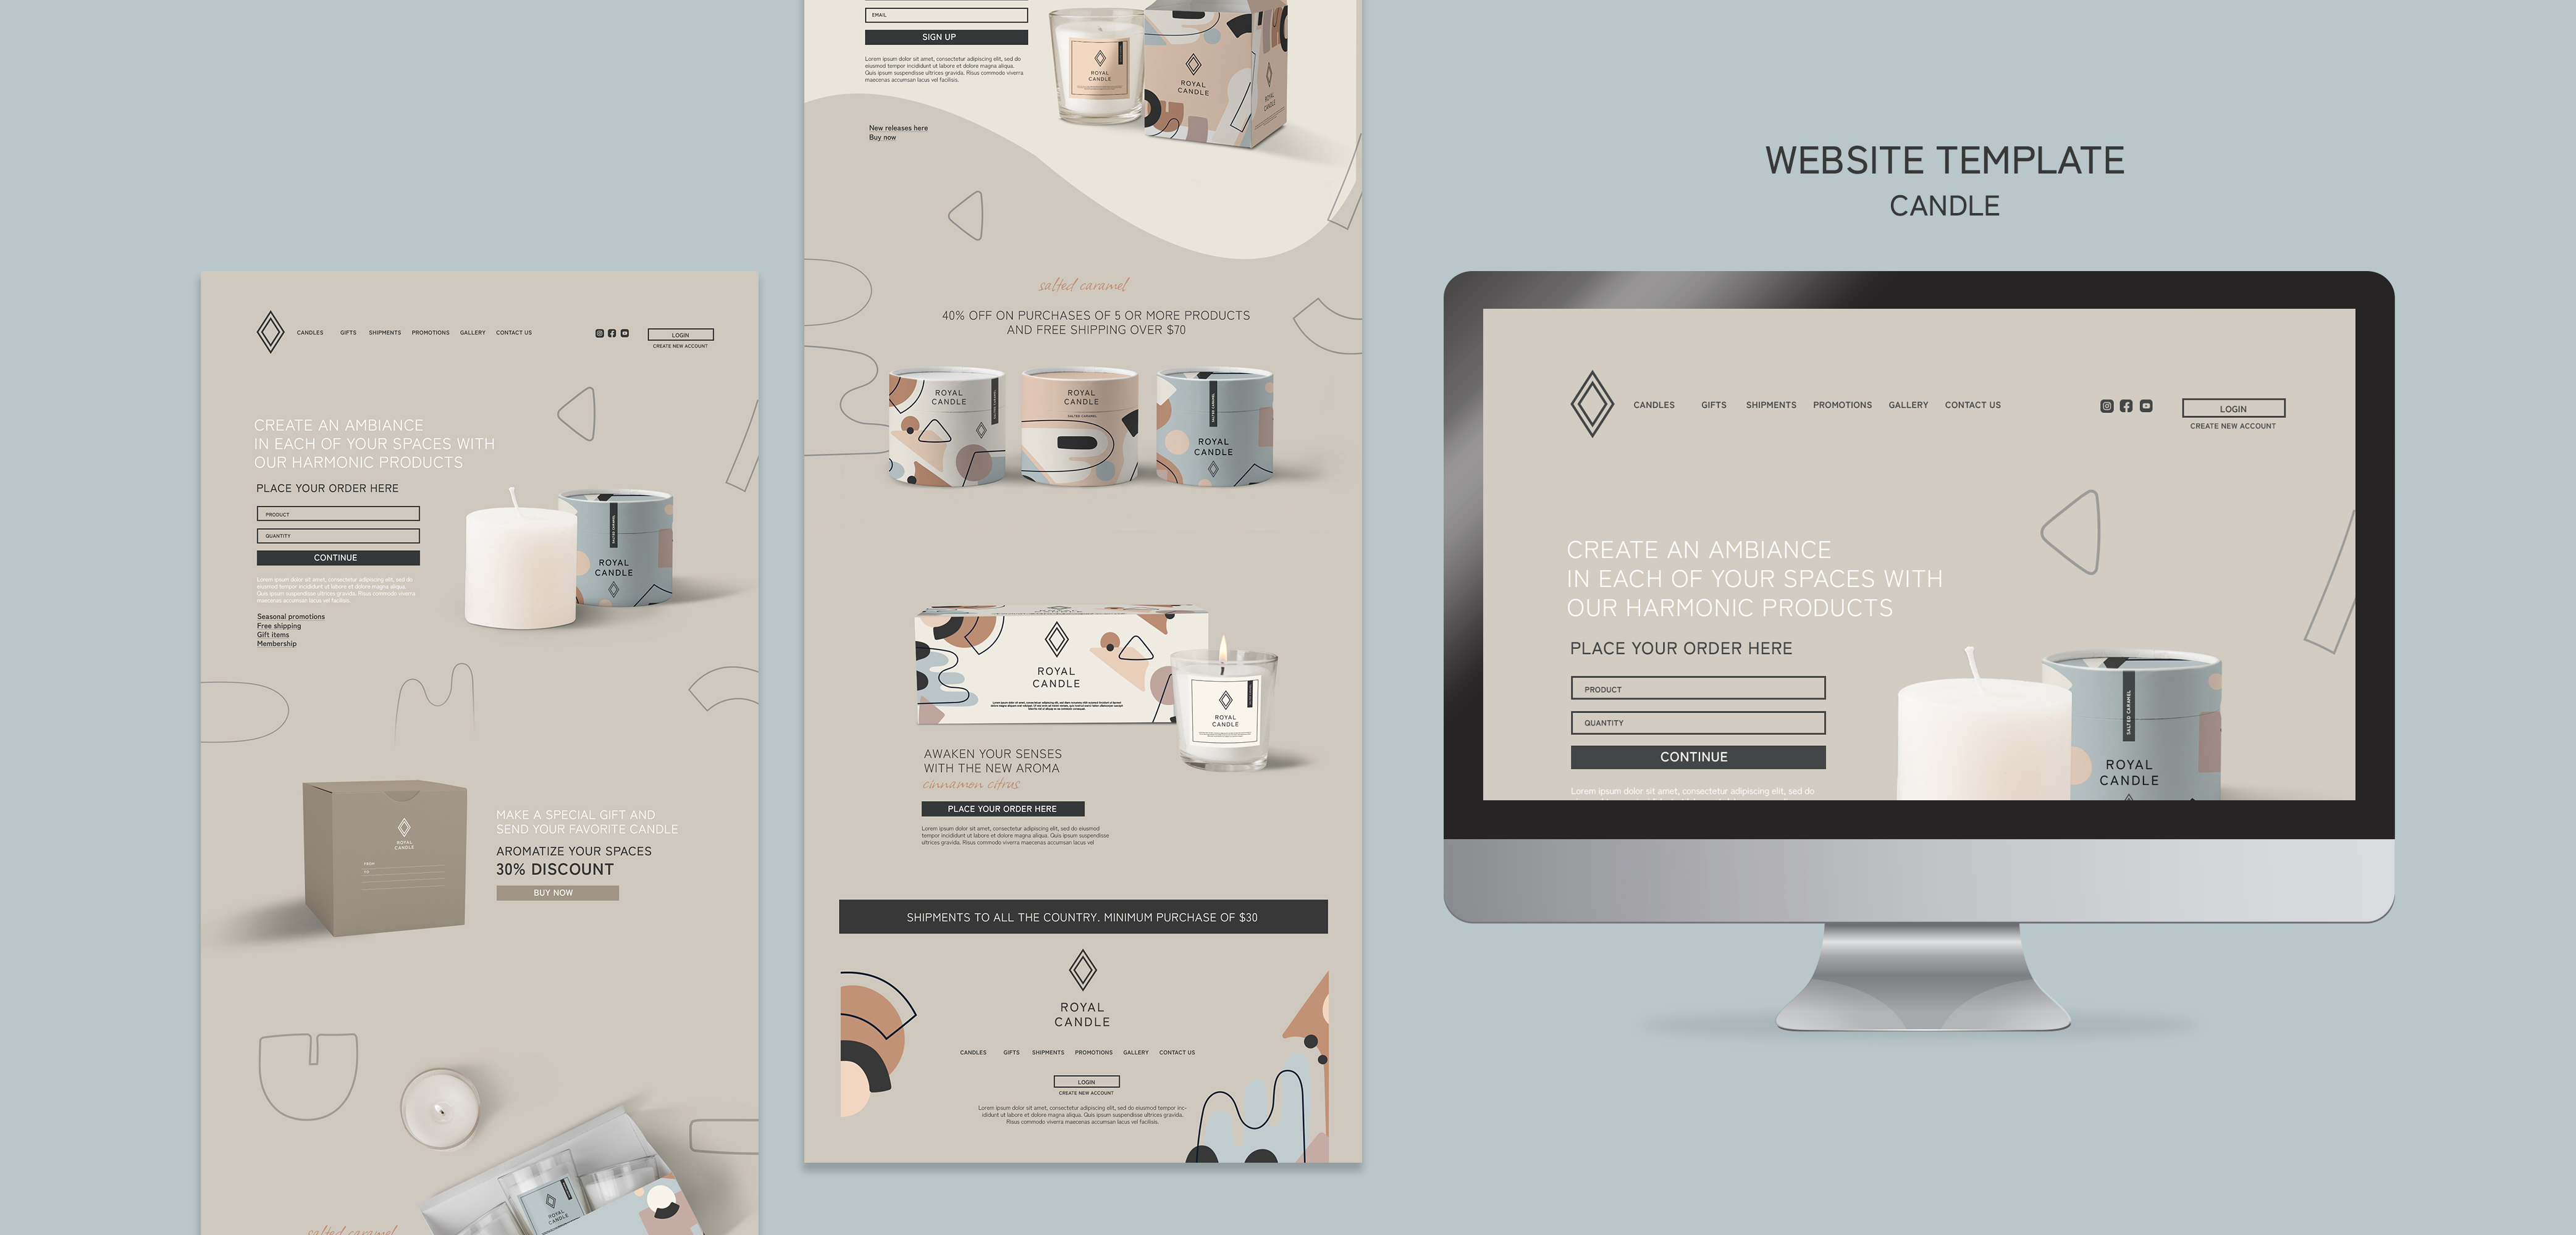 CANDLES GIFTS SHIPMENTS PROMOTIONS GALLERY CONTACT US
LOGIN
CREATE NEW ACCOUNT
CREATE AN AMBIANCE
IN EACH OF YOUR SPACES WITH
OUR HARMONIC PRODUCTS
PLACE YOUR ORDER HERE
PRODUCT
QUANTITY
CONTINUE
Lorem ipsum dolor sit amet, consectetur adipiscing elit, sed do
eiusmod tempor incididunt ut labore et dolore magna aliqua.
Quis ipsum suspendisse ultrices gravida. Risus commodo viverra
maecenas accumsan lacus vel facilisis.
Seasonal promotions
Free shipping
Gift items
Membership
SALTED CARAMEL
ROYAL
CANDLE
ROYAL
CANDLE
FROM
TO
MAKE A SPECIAL GIFT AND
SEND YOUR FAVORITE CANDLE
AROMATIZE YOUR SPACES
30% DISCOUNT
BUY NOW
ROYAL
CANDLE
salted caramel
EMAIL
SIGN UP
Lorem ipsum dolor sit amet, consectetur adipiscing elit, sed do
eiusmod tempor incididunt ut labore et dolore magna aliqua.
Quis ipsum suspendisse ultrices gravida. Risus commodo viverra
maecenas accumsan lacus vel facilisis.
New releases here
Buy now
ROYAL
CANDLE
ROYAL
CANDLE
ROYAL
CANDLE
salted caramel
40% OFF ON PURCHASES OF 5 OR MORE PRODUCTS
AND FREE SHIPPING OVER $70
ROYAL
CANDLE
SALTED CARAMEL
ROYAL
CANDLE
SALTED CARAMEL
SALTED CARAMEL
ROYAL
CANDLE
ROYAL
CANDLE
ROYAL
CANDLE
AWAKEN YOUR SENSES
WITH THE NEW AROMA
cinnamon citrus
PLACE YOUR ORDER HERE
Lorem ipsum dolor sit amet, consectetur adipiscing elit, sed do eiusmod
tempor incididunt ut labore et dolore magna aliqua. Quis ipsum suspendisse
ultrices gravida. Risus commodo viverra maecenas accumsan lacus vel
SHIPMENTS TO ALL THE COUNTRY. MINIMUM PURCHASE OF $30
ROYAL
CANDLE
CANDLES GIFTS SHIPMENTS PROMOTIONS GALLERY CONTACT US
LOGIN
CREATE NEW ACCOUNT
Lorem ipsum dolor sit amet, consectetur adipiscing elit, sed do eiusmod tempor inc-
ididunt ut labore et dolore magna aliqua. Quis ipsum suspendisse ultrices gravida.
Risus commodo viverra maecenas accumsan lacus vel facilisis.
WEBSITE TEMPLATE
CANDLE
CANDLES GIFTS SHIPMENTS PROMOTIONS GALLERY CONTACT US
LOGIN
CREATE NEW ACCOUNT
CREATE AN AMBIANCE
IN EACH OF YOUR SPACES WITH
OUR HARMONIC PRODUCTS
PLACE YOUR ORDER HERE
PRODUCT
QUANTITY
CONTINUE
Lorem ipsum dolor sit amet, consectetur adipiscing elit, sed do
SALTED CARAMEL
ROYAL
CANDLE